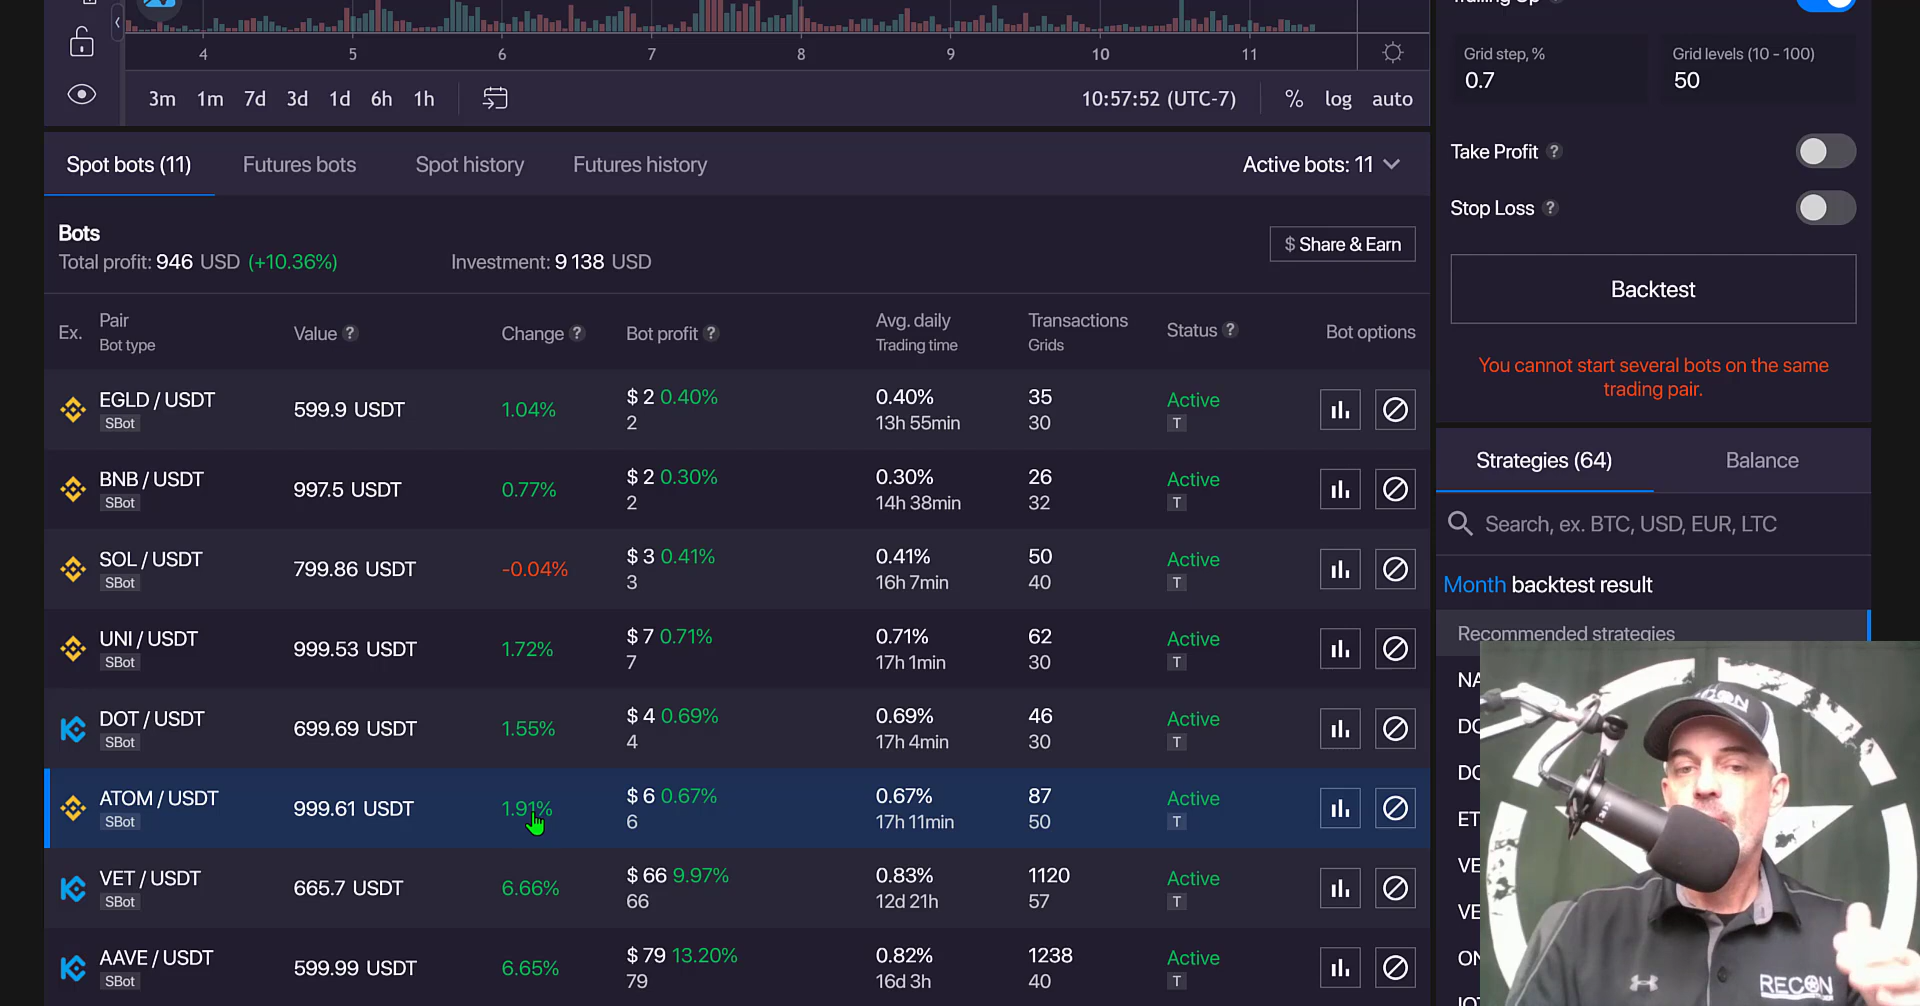 Trailing Up
4 5 6 7 8 9 10 11
3m 1m 7d 3d 1d 6h 1h 10:57:52 (UTC-7) % log auto
Grid step, % Grid levels (10 - 100)
0.7 50
Take Profit ?
Stop Loss ?
Backtest
You cannot start several bots on the same
trading pair.
Spot bots (11) Futures bots Spot history Futures history Active bots: 11
Bots
Total profit: 946 USD (+10.36%) Investment: 9 138 USD
$ Share & Earn
Ex. Pair Value ? Change ? Bot profit ? Avg. daily Transactions Status ? Bot options
Bot type Trading time Grids
EGLD / USDT 599.9 USDT 1.04% $ 2 0.40% 0.40% 35 Active
SBot 2 13h 55min 30 T
BNB / USDT 997.5 USDT 0.77% $ 2 0.30% 0.30% 26 Active
SBot 2 14h 38min 32 T
SOL / USDT 799.86 USDT -0.04% $ 3 0.41% 0.41% 50 Active
SBot 3 16h 7min 40 T
UNI / USDT 999.53 USDT 1.72% $ 7 0.71% 0.71% 62 Active
SBot 7 17h 1min 30 T
DOT / USDT 699.69 USDT 1.55% $ 4 0.69% 0.69% 46 Active
SBot 4 17h 4min 30 T
ATOM / USDT 999.61 USDT 1.91% $ 6 0.67% 0.67% 87 Active
SBot 6 17h 11min 50 T
VET / USDT 665.7 USDT 6.66% $ 66 9.97% 0.83% 1120 Active
SBot 66 12d 21h 57 T
AAVE / USDT 599.99 USDT 6.65% $ 79 13.20% 0.82% 1238 Active
SBot 79 16d 3h 40 T
Strategies (64) Balance
Search, ex. BTC, USD, EUR, LTC
Month backtest result
Recommended strategies
NA
DO
DO
ET
VE
VE
ON
RECON